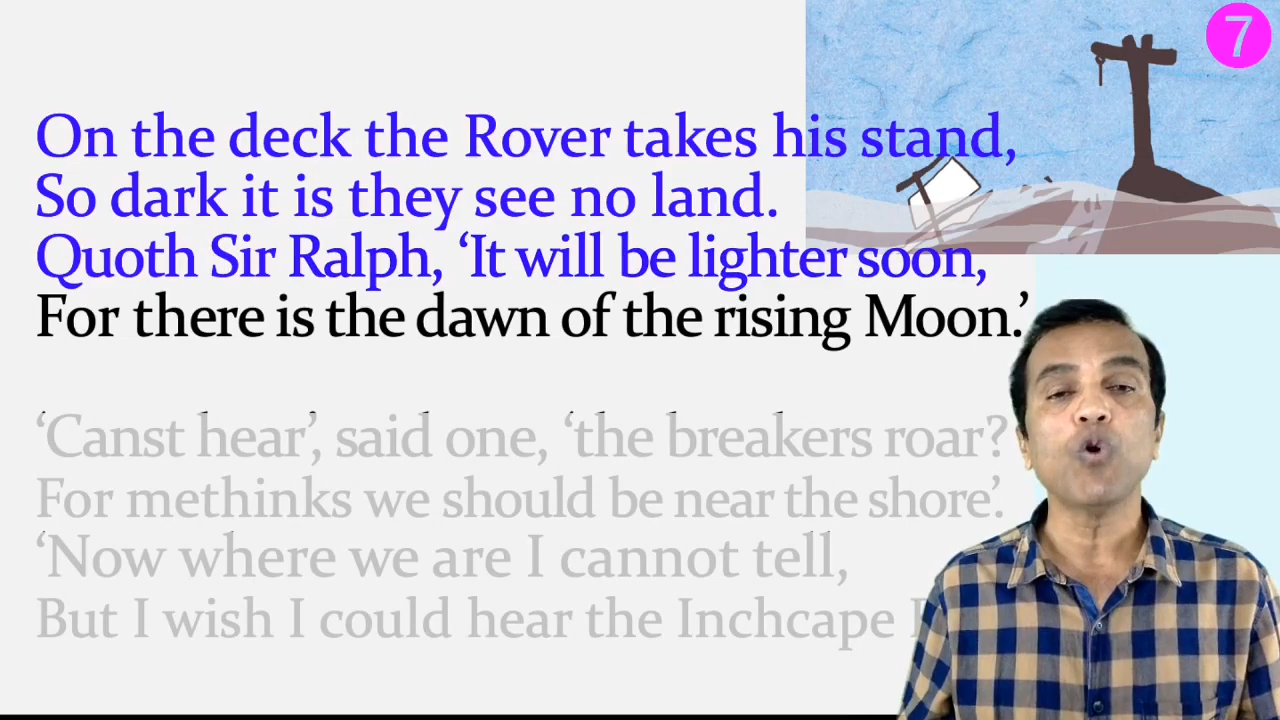 7
On the deck the Rover takes his stand,
So dark it is they see no land.
Quoth Sir Ralph, ‘It will be lighter soon,
For there is the dawn of the rising Moon.’
‘Canst hear’, said one, ‘the breakers roar?
For methinks we should be near the shore’.
‘Now where we are I cannot tell,
But I wish I could hear the Inchcape